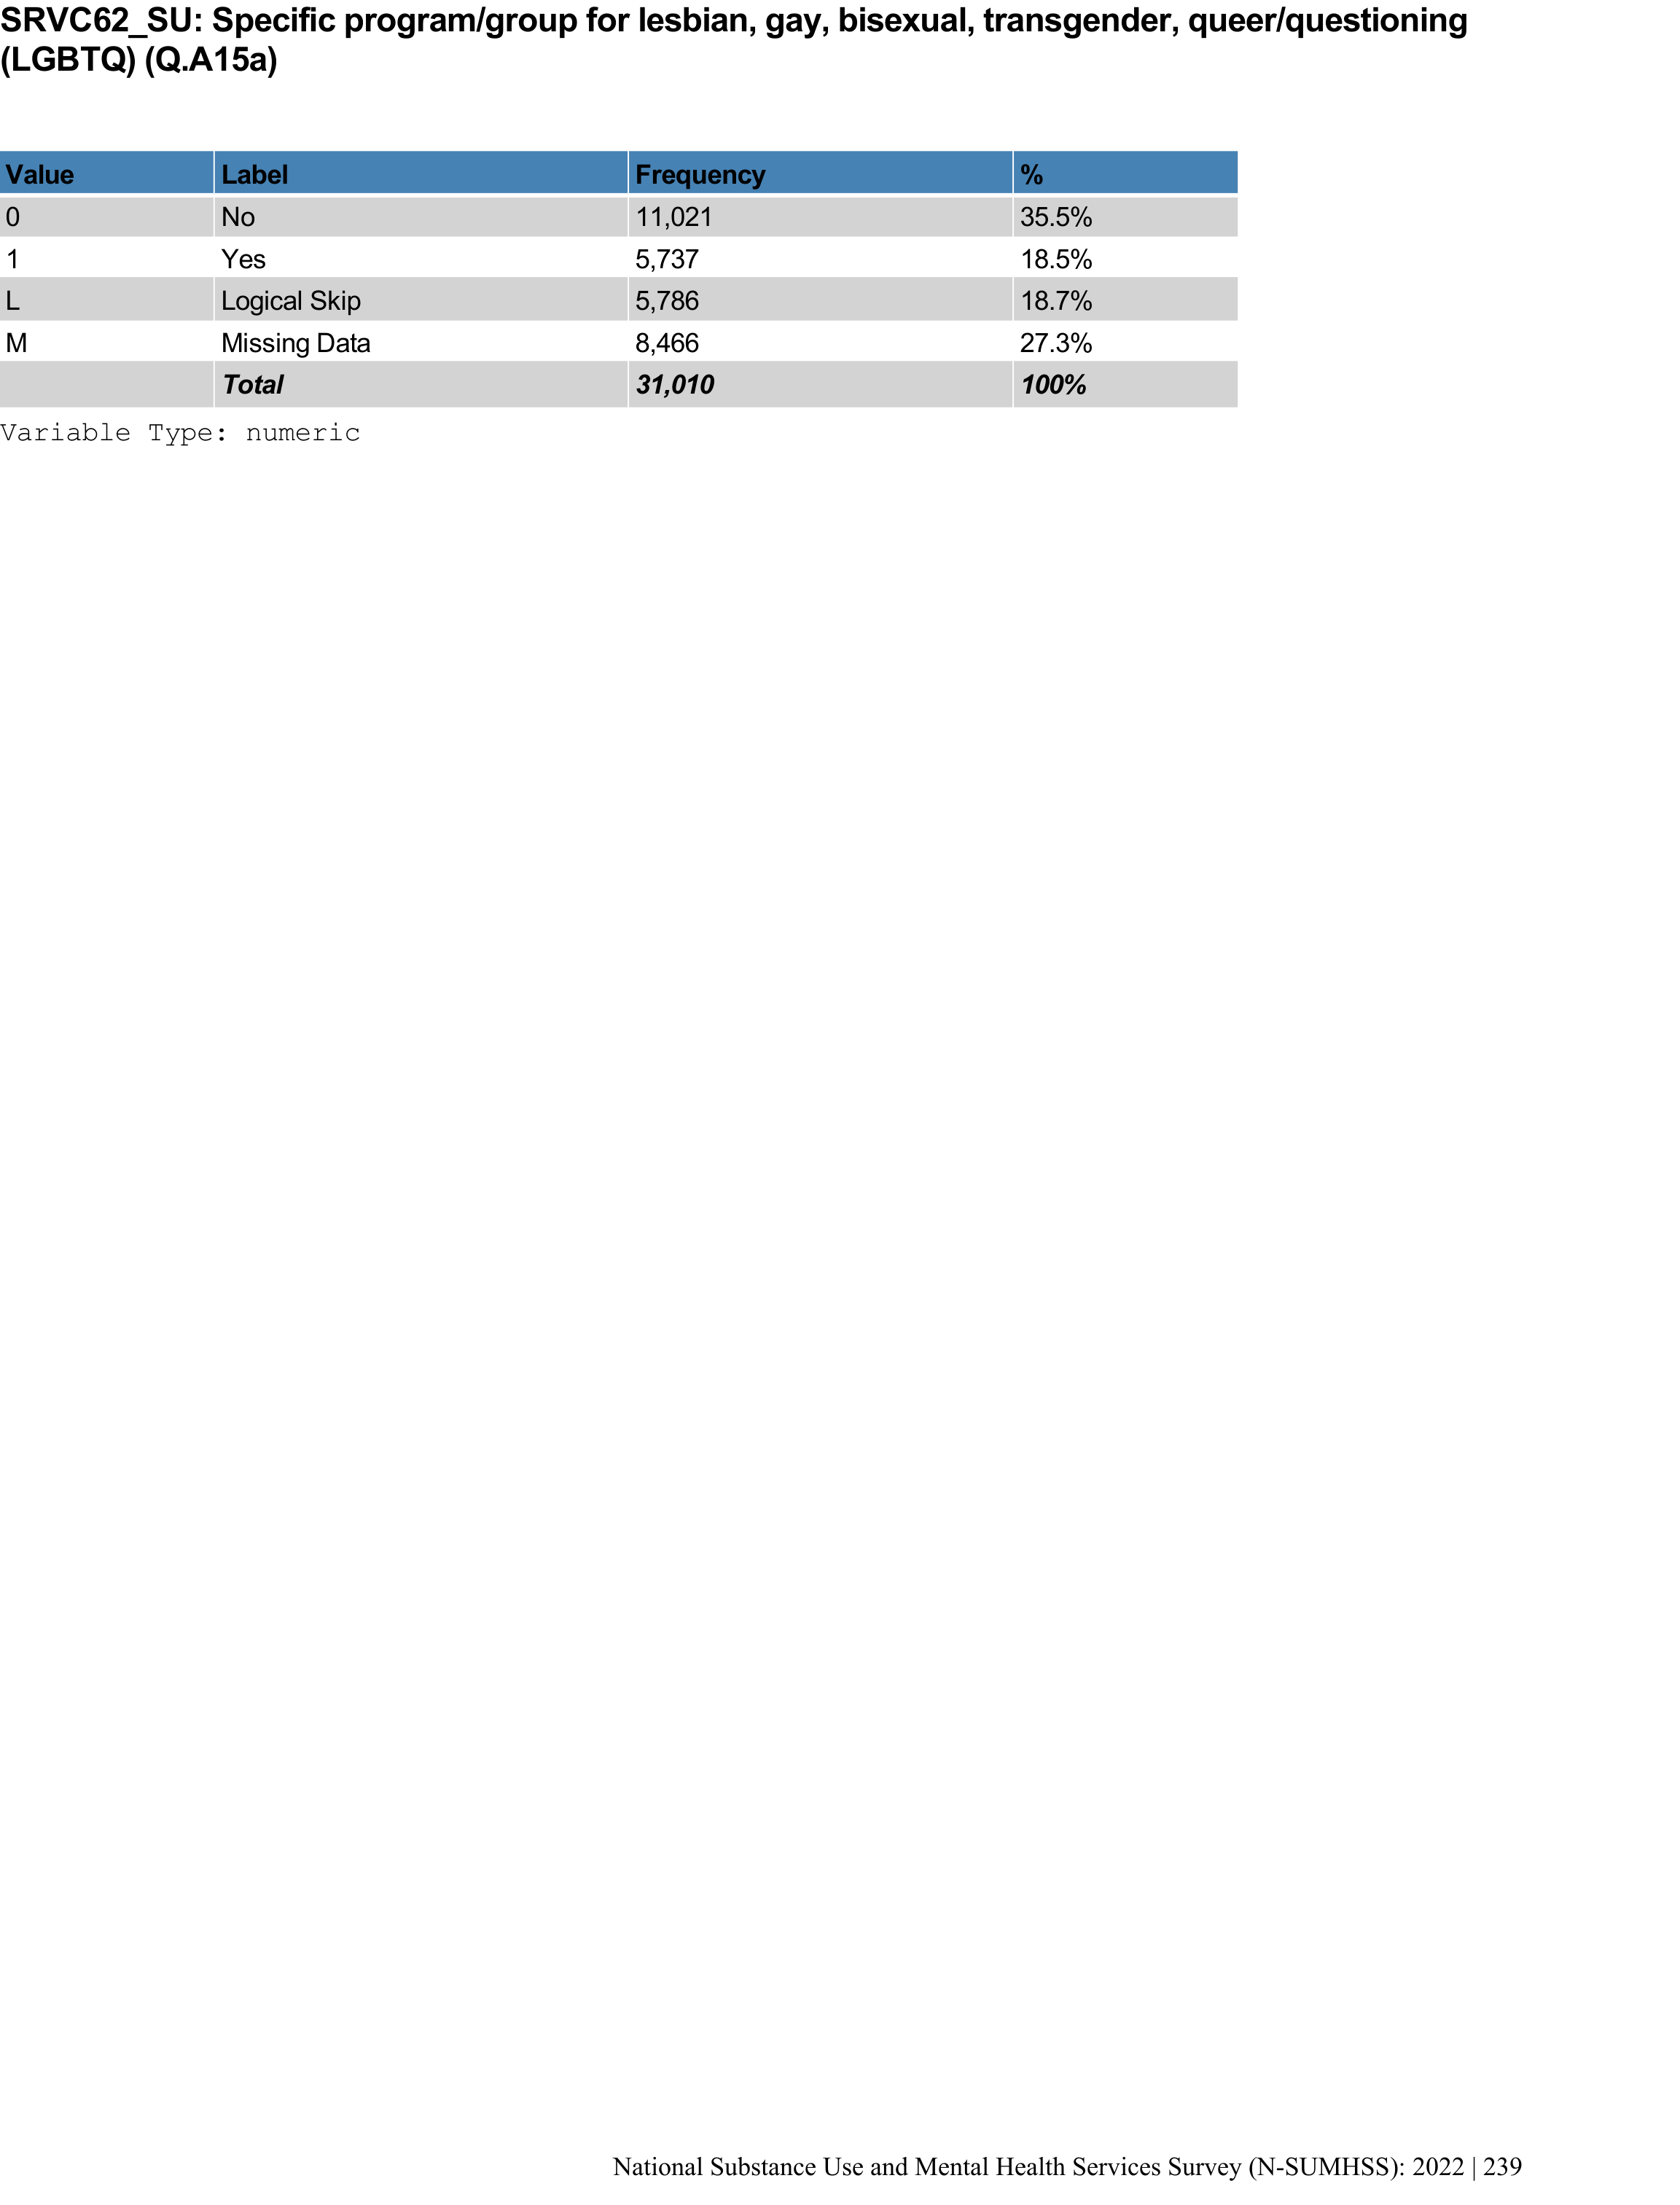 SRVC62_SU: Specific program/group for lesbian, gay, bisexual, transgender, queer/questioning
(LGBTQ) (Q.A15a)
Value Label Frequency %
0 No 11,021 35.5%
1 Yes 5,737 18.5%
L Logical Skip 5,786 18.7%
M Missing Data 8,466 27.3%
Total 31,010 100%
Variable Type: numeric
National Substance Use and Mental Health Services Survey (N-SUMHSS): 2022 | 239